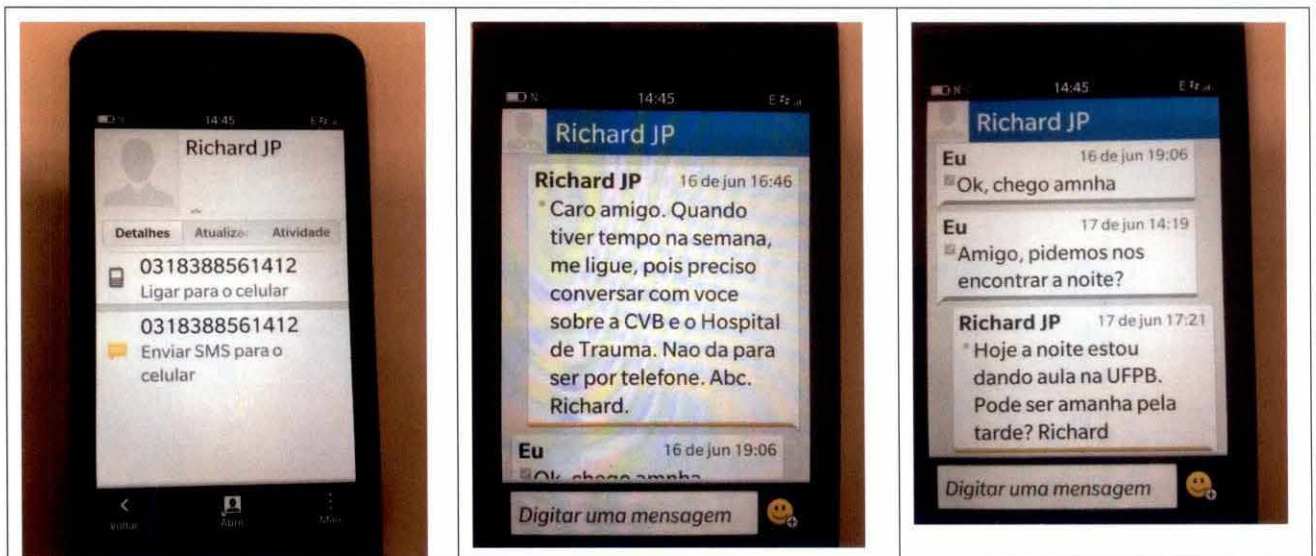 14:45
Richard JP
Detalhes
Atividade
0318388561412
Ligar para o celular
0318388561412
Enviar SMS para o
celular
Voltar
Abrir
Mais
14:45
Richard JP
Richard JP 16 de jun 16:46
Caro amigo. Quando
tiver tempo na semana,
me ligue, pois preciso
conversar com voce
sobre a CVB e o Hospital
de Trauma. Nao da para
ser por telefone. Abc.
Richard.
Eu 16 de jun 19:06
Ok, chego amnha
Digitar uma mensagem
14:45
Richard JP
Eu 16 de jun 19:06
Ok, chego amnha
Eu 17 de jun 14:19
Amigo, pidemos nos
encontrar a noite?
Richard JP 17 de jun 17:21
Hoje a noite estou
dando aula na UFPB.
Pode ser amanha pela
tarde? Richard
Digitar uma mensagem